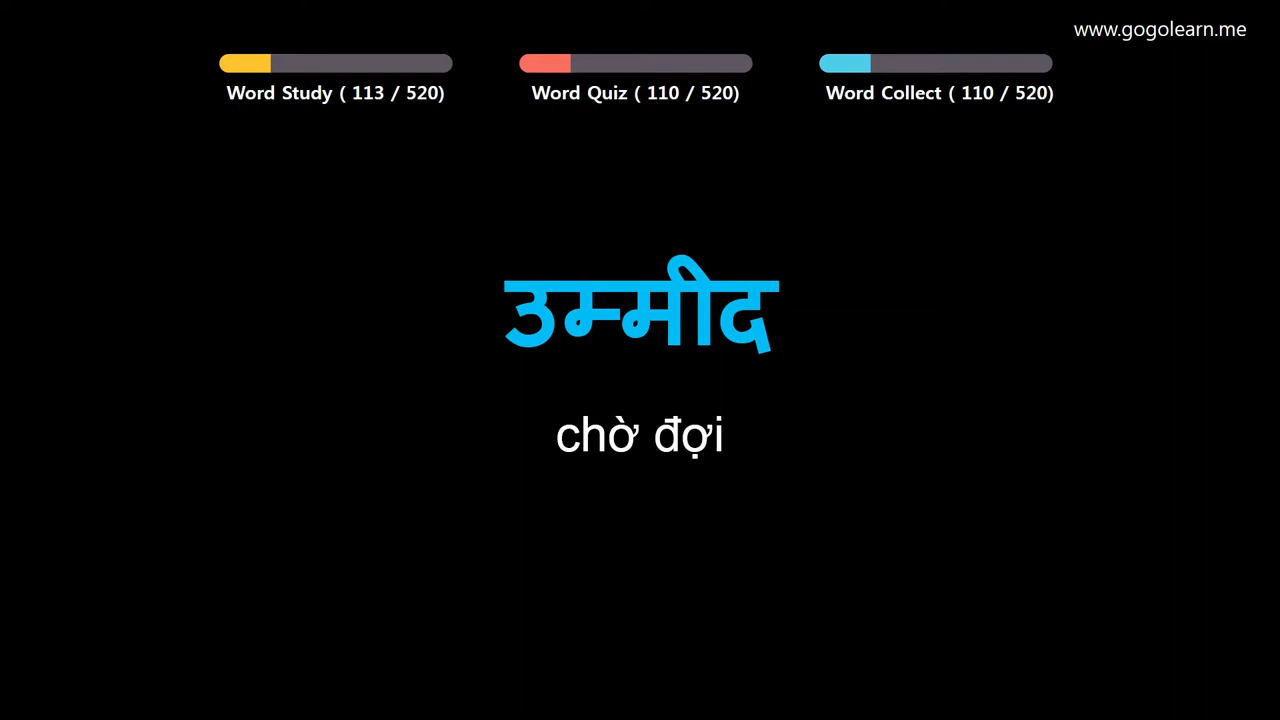 www.gogolearn.me
Word Study ( 113 / 520)
Word Quiz ( 110 / 520)
Word Collect ( 110 / 520)
उम्मीद
chờ đợi